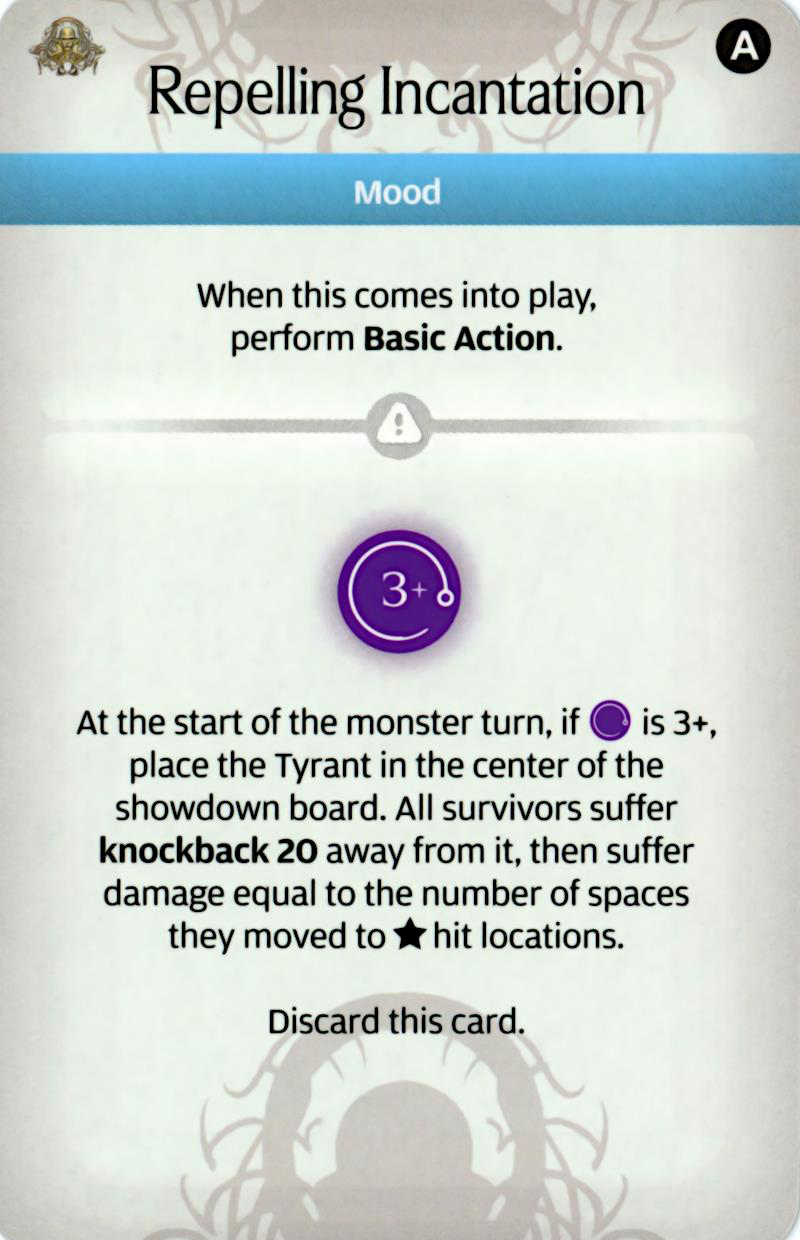 A
Repelling Incantation
Mood
When this comes into play,
perform Basic Action.
3+
At the start of the monster turn, if is 3+,
place the Tyrant in the center of the
showdown board. All survivors suffer
knockback 20 away from it, then suffer
damage equal to the number of spaces
they moved to ★ hit locations.
Discard this card.